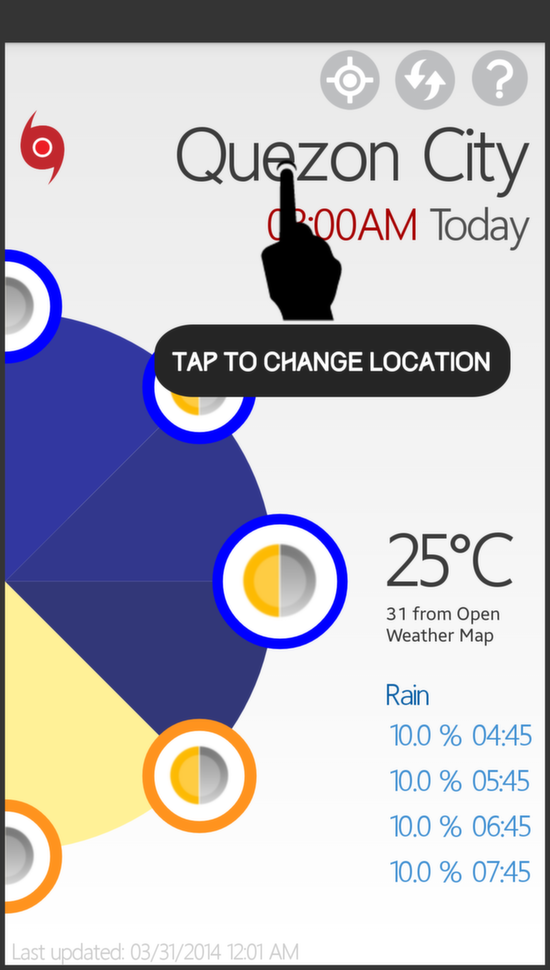 ?
Quezon City
03:00AM Today
TAP TO CHANGE LOCATION
25°C
31 from Open
Weather Map
Rain
10.0 % 04:45
10.0 % 05:45
10.0 % 06:45
10.0 % 07:45
Last updated: 03/31/2014 12:01 AM